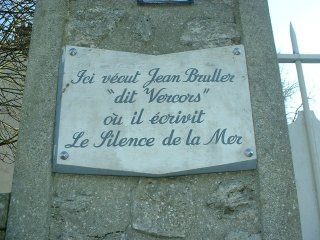 Ici vécut Jean Bruller
"dit Vercors"
où il écrivit
Le Silence de la Mer